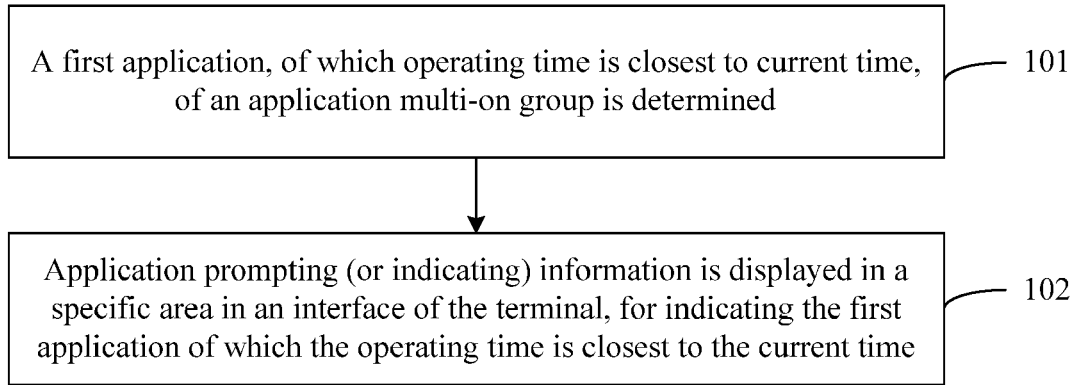 A first application, of which operating time is closest to current time,
of an application multi-on group is determined
101
Application prompting (or indicating) information is displayed in a
specific area in an interface of the terminal, for indicating the first
application of which the operating time is closest to the current time
102